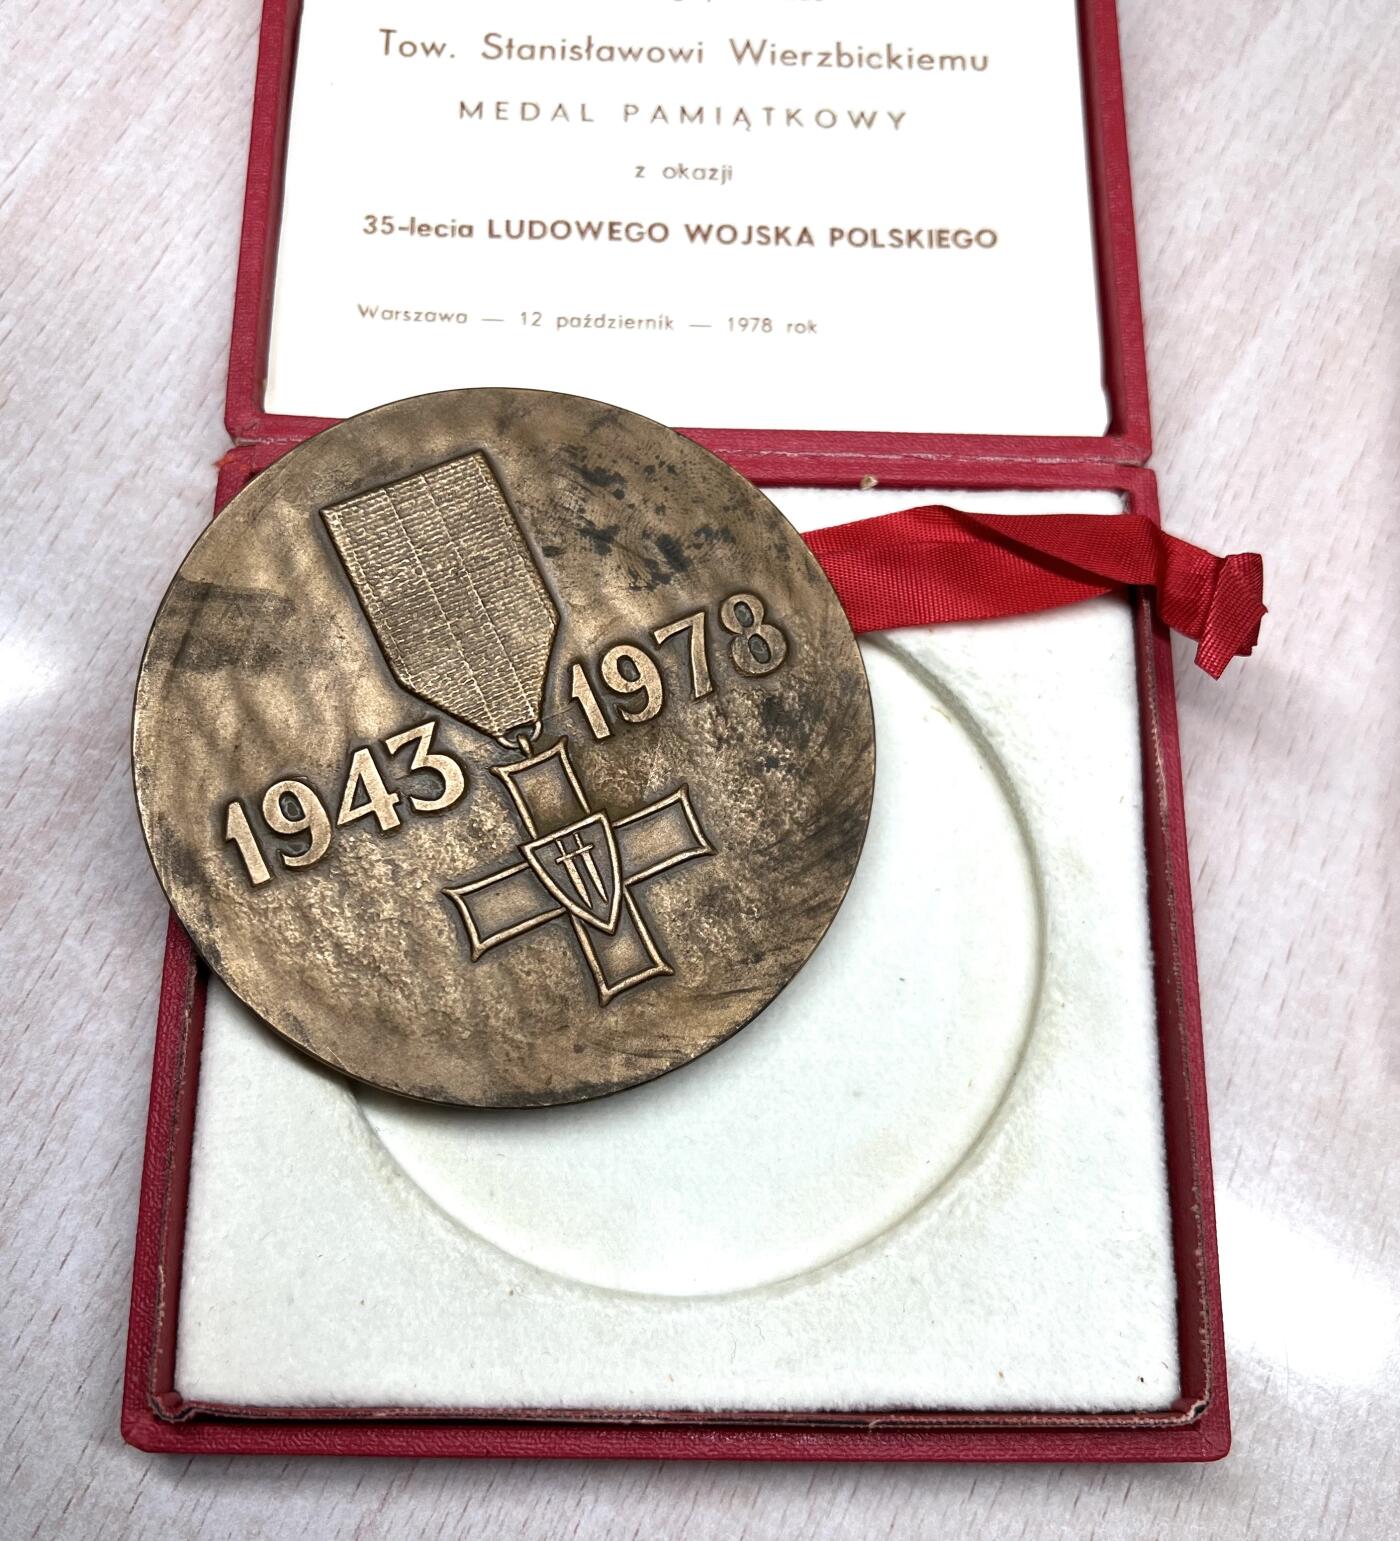 Tow. Stanisławowi Wierzbickiemu
MEDAL PAMIĄTKOWY
z okazji
35-lecia LUDOWEGO WOJSKA POLSKIEGO
Warszawa — 12 październik — 1978 rok
1943 1978